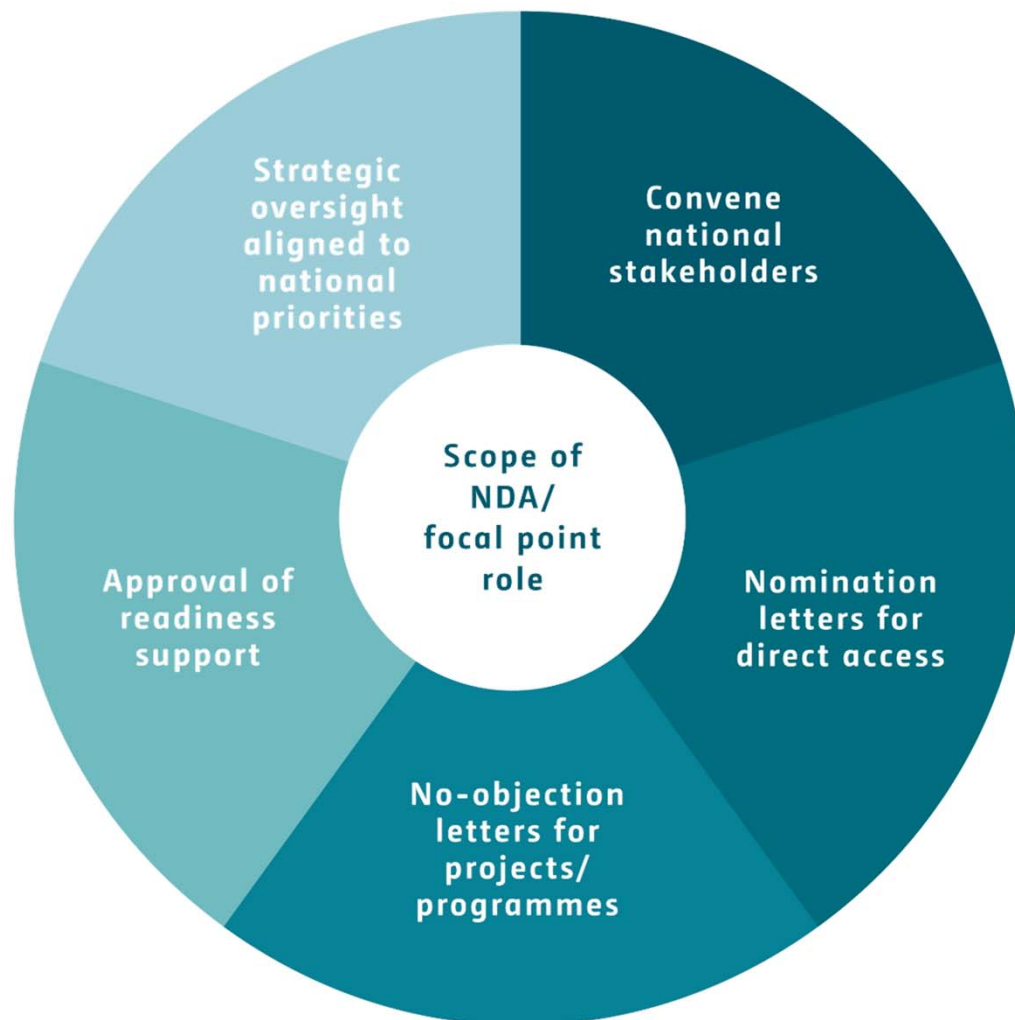 Strategic
oversight
aligned to
national
priorities
Convene
national
stakeholders
Scope of
NDA/
focal point
role
Approval of
readiness
support
Nomination
letters for
direct access
No-objection
letters for
projects/
programmes